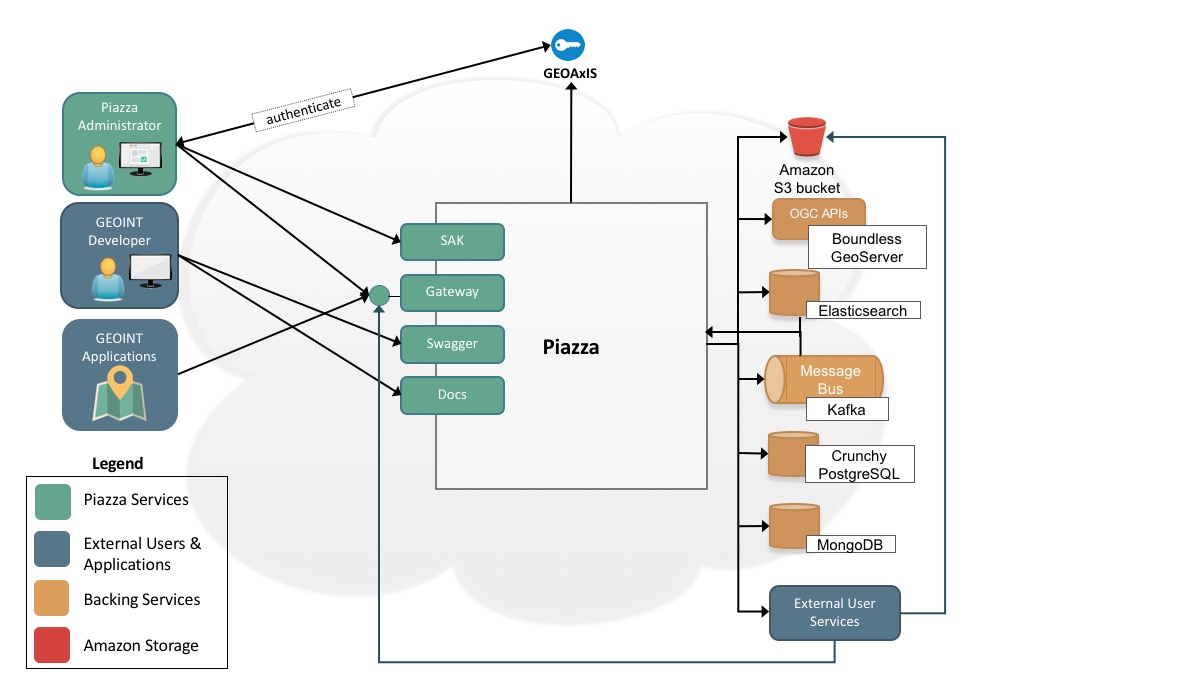 GEOAxIS
authenticate
Piazza
Administrator
GEOINT
Developer
GEOINT
Applications
SAK
Gateway
Swagger
Docs
Piazza
Amazon
S3 bucket
OGC APIs
Boundless
GeoServer
Elasticsearch
Message
Bus
Kafka
Crunchy
PostgreSQL
MongoDB
External User
Services
Legend
Piazza Services
External Users &
Applications
Backing Services
Amazon Storage